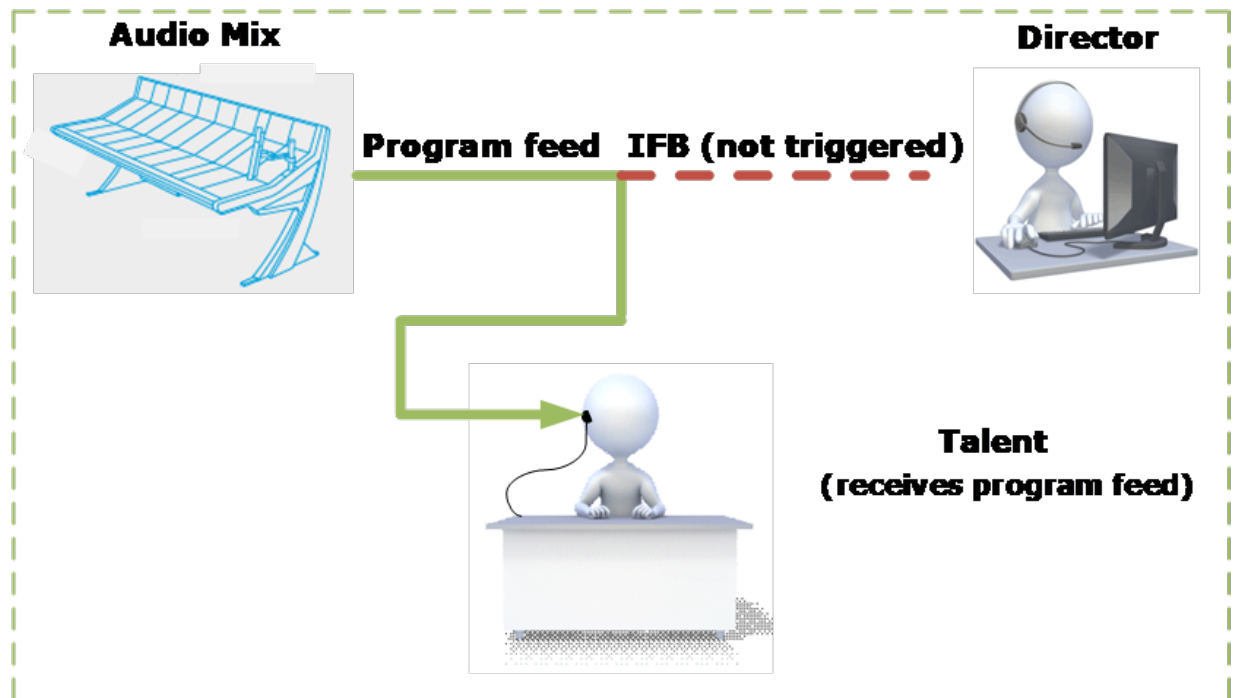 Audio Mix
Director
Program feed
IFB (not triggered)
Talent
(receives program feed)